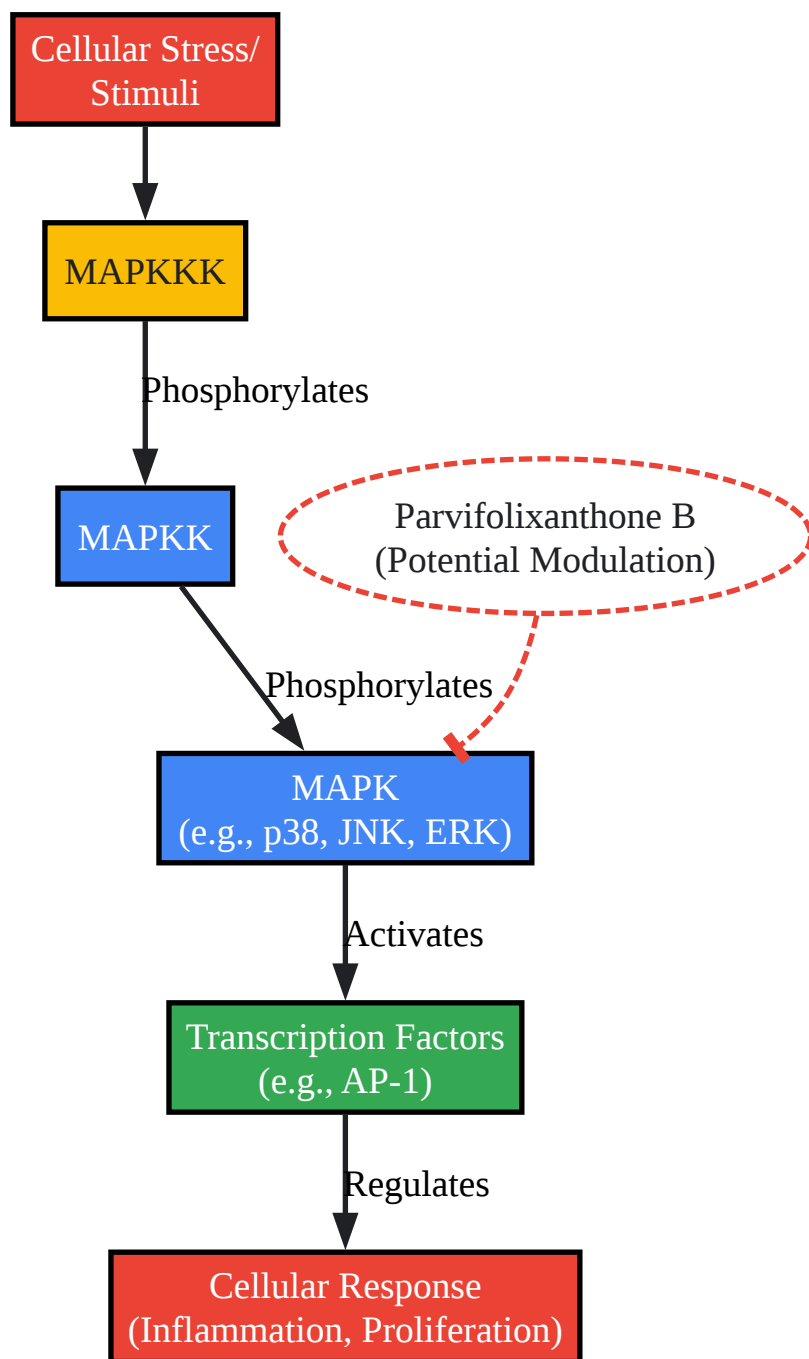 Cellular Stress/
Stimuli
MAPKKK
Phosphorylates
MAPKK
Parvifolixanthone B
(Potential Modulation)
Phosphorylates
MAPK
(e.g., p38, JNK, ERK)
Activates
Transcription Factors
(e.g., AP-1)
Regulates
Cellular Response
(Inflammation, Proliferation)